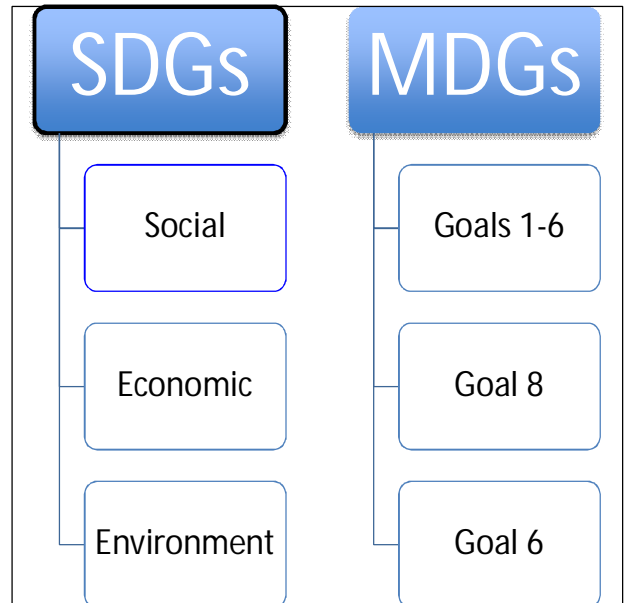 SDGs
Social
Economic
Environment
MDGs
Goals 1-6
Goal 8
Goal 6